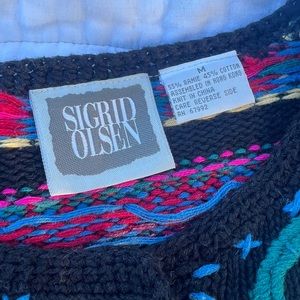 SIGRID
OLSEN
M
55% RAMIE 45% COTTON
ASSEMBLED IN HONG KONG
KNIT IN CHINA
CARE REVERSE SIDE
RN 67992